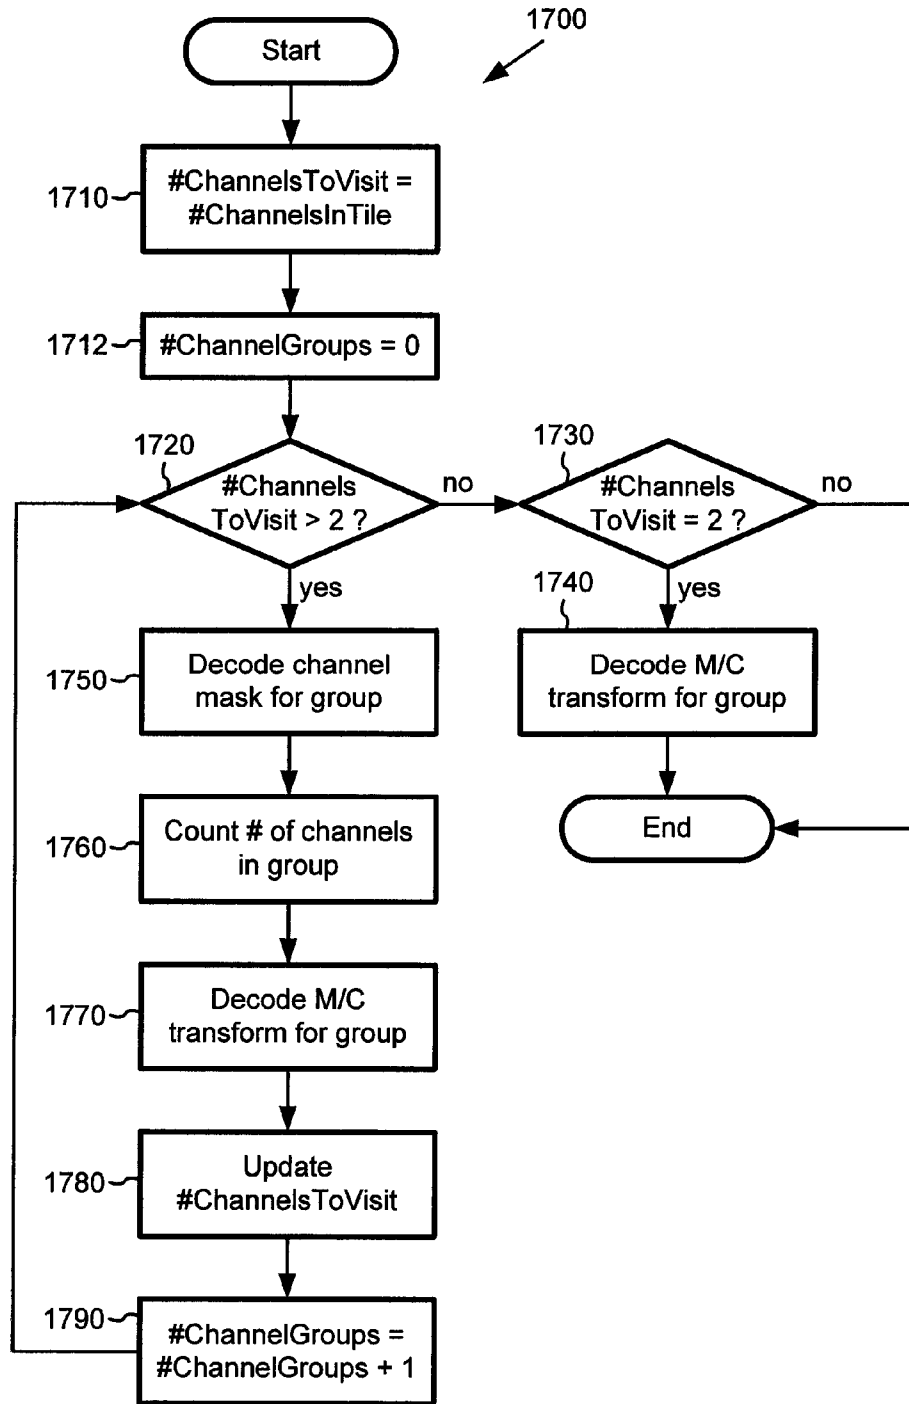 1700
Start
1710
#ChannelsToVisit =
#ChannelsInTile
1712
#ChannelGroups = 0
1720
#Channels
ToVisit > 2 ?
no
yes
1730
#Channels
ToVisit = 2 ?
no
yes
1740
Decode M/C
transform for group
End
1750
Decode channel
mask for group
1760
Count # of channels
in group
1770
Decode M/C
transform for group
1780
Update
#ChannelsToVisit
1790
#ChannelGroups =
#ChannelGroups + 1